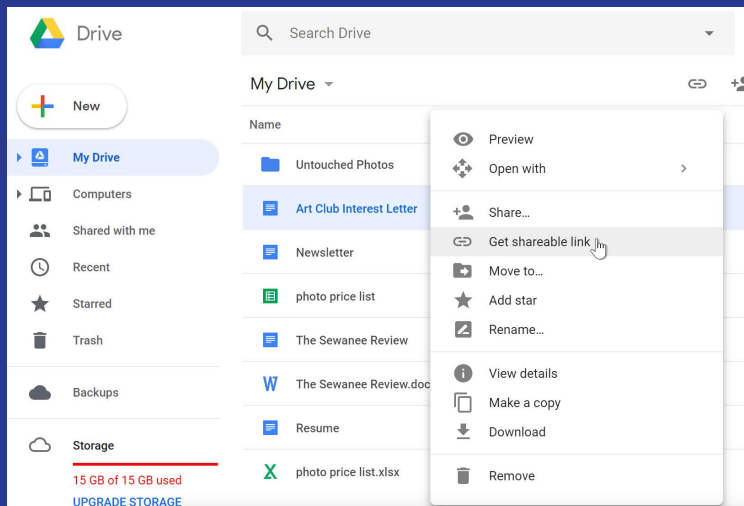 Drive
Search Drive
New
My Drive
Computers
Shared with me
Recent
Starred
Trash
Backups
Storage
15 GB of 15 GB used
UPGRADE STORAGE
My Drive
Name
Untouched Photos
Art Club Interest Letter
Newsletter
photo price list
The Sewanee Review
The Sewanee Review.doc
Resume
photo price list.xlsx
Preview
Open with
Share...
Get shareable link
Move to...
Add star
Rename...
View details
Make a copy
Download
Remove